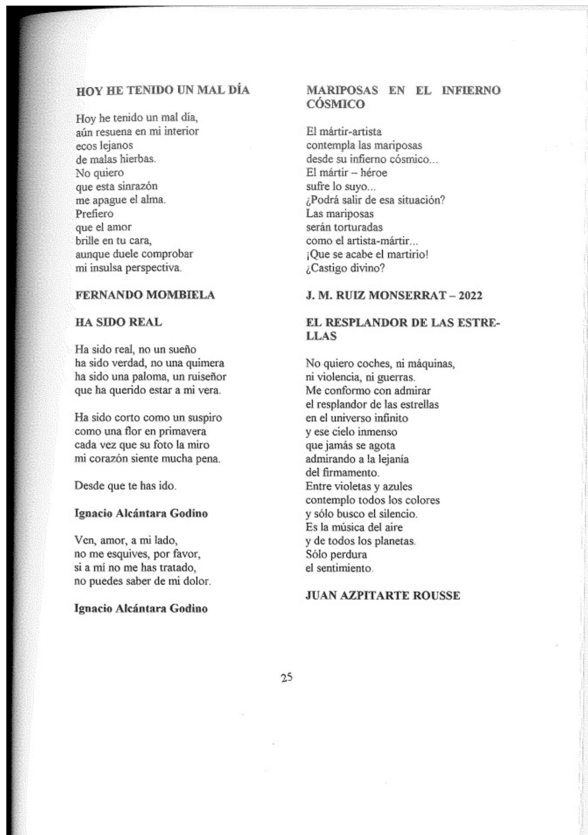 HOY HE TENIDO UN MAL DÍA
Hoy he tenido un mal día,
aún resuena en mi interior
ecos lejanos
de malas hierbas.
No quiero
que esta sinrazón
me apague el alma.
Prefiero
que el amor
brille en tu cara,
aunque duele comprobar
mi insulsa perspectiva.
FERNANDO MOMBIELA
HA SIDO REAL
Ha sido real, no un sueño
ha sido verdad, no una quimera
ha sido una paloma, un ruiseñor
que ha querido estar a mi vera.
Ha sido corto como un suspiro
como una flor en primavera
cada vez que su foto la miro
mi corazón siente mucha pena.
Desde que te has ido.
Ignacio Alcántara Godino
Ven, amor, a mi lado,
no me esquives, por favor,
si a mí no me has tratado,
no puedes saber de mi dolor.
Ignacio Alcántara Godino
MARIPOSAS EN EL INFIERNO
CÓSMICO
El mártir-artista
contempla las mariposas
desde su infierno cósmico...
El mártir – héroe
sufre lo suyo...
¿Podrá salir de esa situación?
Las mariposas
serán torturadas
como el artista-mártir...
¡Que se acabe el martirio!
¿Castigo divino?
J. M. RUIZ MONSERRAT – 2022
EL RESPLANDOR DE LAS ESTRE-
LLAS
No quiero coches, ni máquinas,
ni violencia, ni guerras.
Me conformo con admirar
el resplandor de las estrellas
en el universo infinito
y ese cielo inmenso
que jamás se agota
admirando a la lejanía
del firmamento.
Entre violetas y azules
contemplo todos los colores
y sólo busco el silencio.
Es la música del aire
y de todos los planetas.
Sólo perdura
el sentimiento.
JUAN AZPITARTE ROUSSE
25